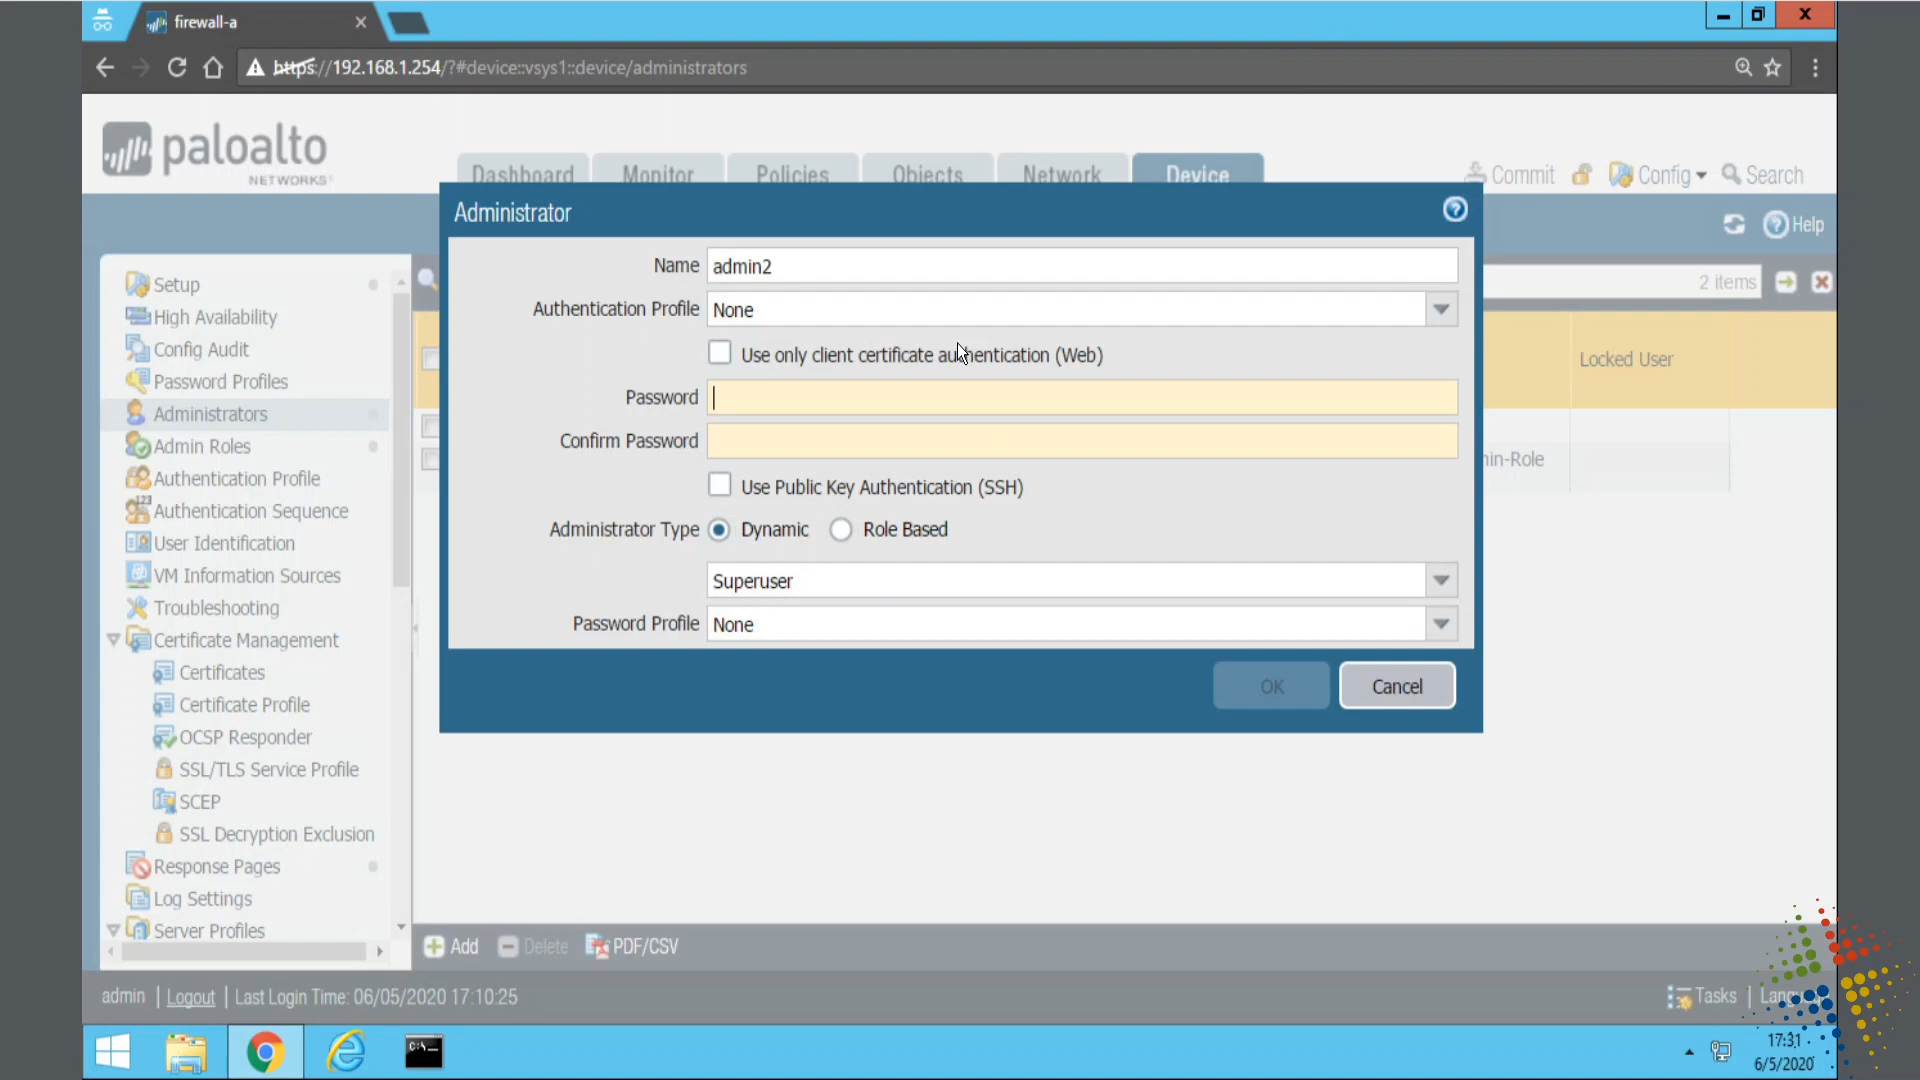 firewall-a
https://192.168.1.254/?#device::vsys1::device/administrators
paloalto
NETWORKS
Dashboard
Monitor
Policies
Objects
Network
Device
Commit
Config
Search
Help
Administrator
Name admin2
Authentication Profile None
Use only client certificate authentication (Web)
Password
Confirm Password
Use Public Key Authentication (SSH)
Administrator Type Dynamic Role Based
Superuser
Password Profile None
OK Cancel
2 items
Locked User
in-Role
Setup
High Availability
Config Audit
Password Profiles
Administrators
Admin Roles
Authentication Profile
123
Authentication Sequence
User Identification
VM Information Sources
Troubleshooting
Certificate Management
Certificates
Certificate Profile
OCSP Responder
SSL/TLS Service Profile
SCEP
SSL Decryption Exclusion
Response Pages
Log Settings
Server Profiles
Add Delete PDF/CSV
admin | Logout | Last Login Time: 06/05/2020 17:10:25
Tasks |
C:\
17:31
6/5/2020